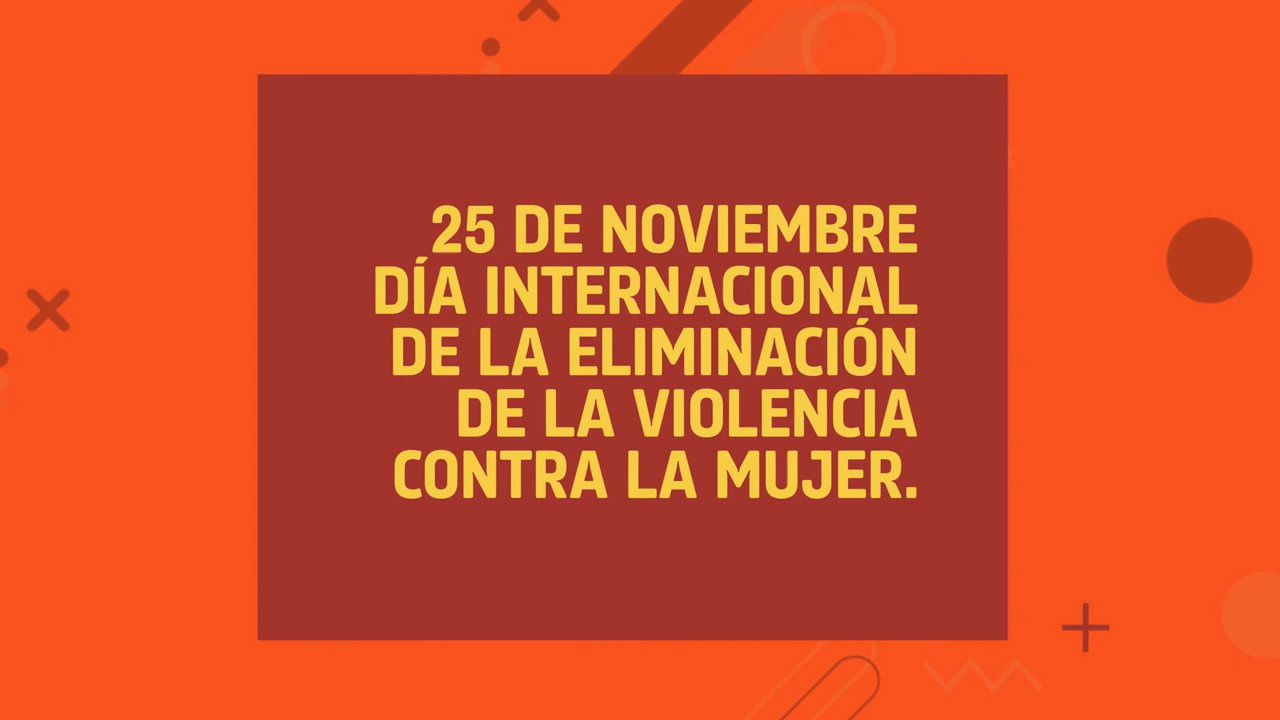 25 DE NOVIEMBRE
DÍA INTERNACIONAL
DE LA ELIMINACIÓN
DE LA VIOLENCIA
CONTRA LA MUJER.